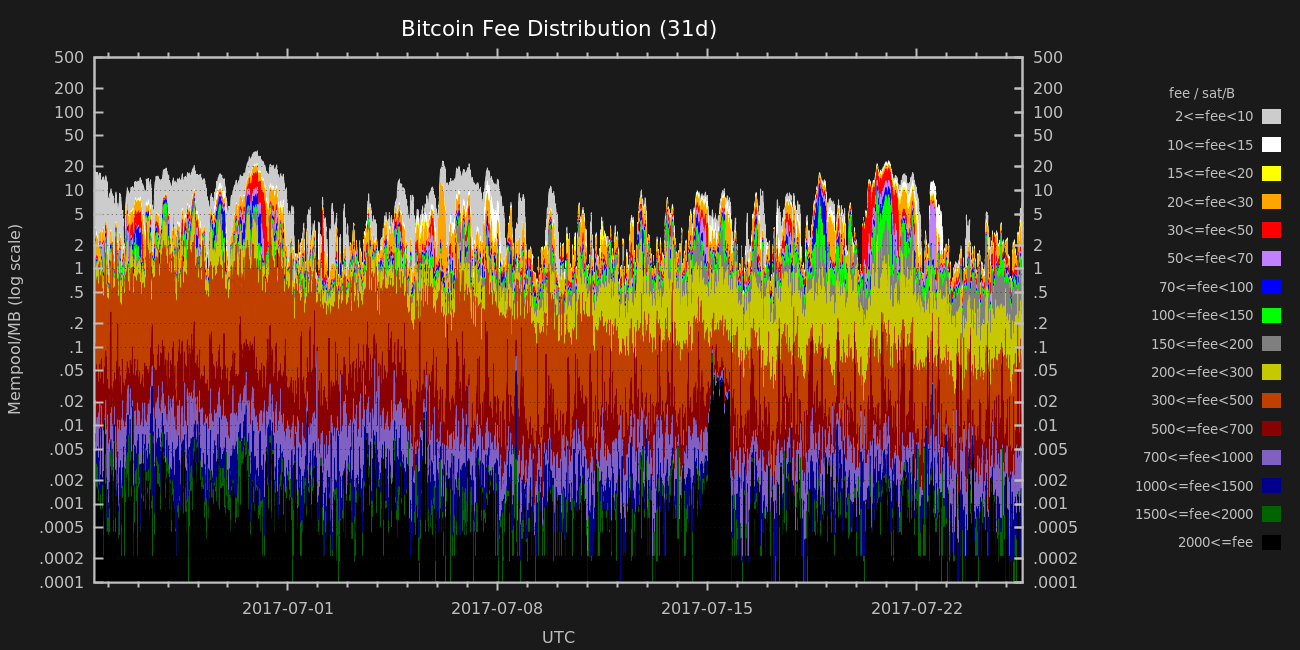 Bitcoin Fee Distribution (31d)
500
200
100
50
20
10
5
2
1
.5
.2
.1
.05
.02
.01
.005
.002
.001
.0005
.0002
.0001
Mempool/MB (log scale)
500
200
100
50
20
10
5
2
1
.5
.2
.1
.05
.02
.01
.005
.002
.001
.0005
.0002
.0001
2017-07-01
2017-07-08
2017-07-15
2017-07-22
UTC
fee / sat/B
2<=fee<10
10<=fee<15
15<=fee<20
20<=fee<30
30<=fee<50
50<=fee<70
70<=fee<100
100<=fee<150
150<=fee<200
200<=fee<300
300<=fee<500
500<=fee<700
700<=fee<1000
1000<=fee<1500
1500<=fee<2000
2000<=fee